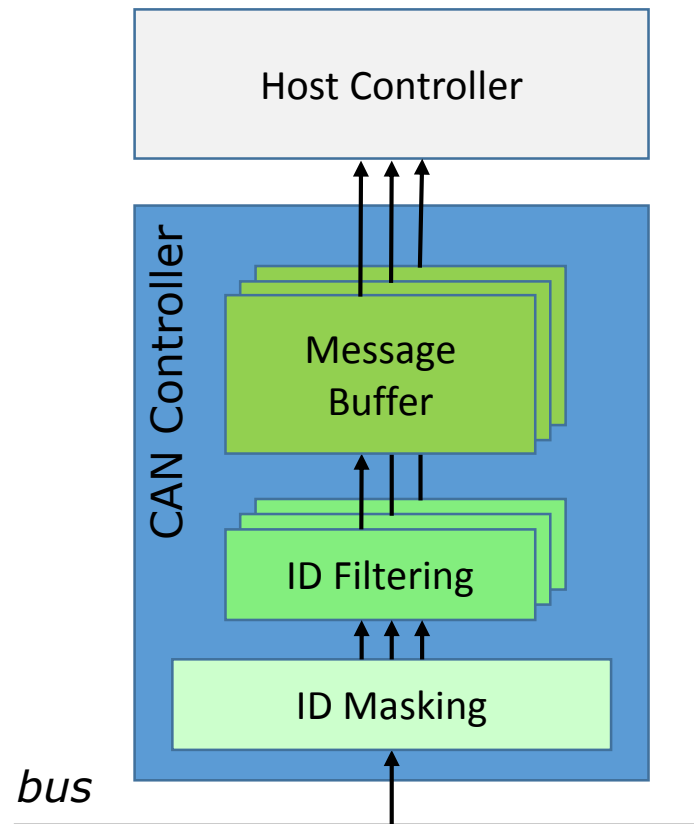 Host Controller
CAN Controller
Message
Buffer
ID Filtering
ID Masking
bus